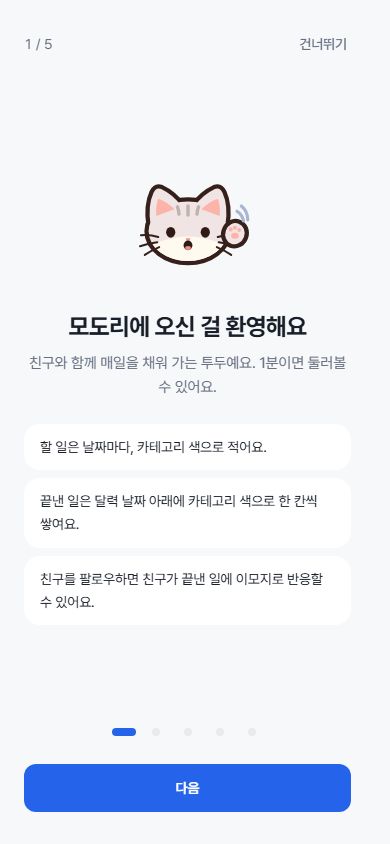 1 / 5
건너뛰기
모도리에 오신 걸 환영해요
친구와 함께 매일을 채워 가는 투두예요. 1분이면 둘러볼
수 있어요.
할 일은 날짜마다, 카테고리 색으로 적어요.
끝낸 일은 달력 날짜 아래에 카테고리 색으로 한 칸씩
쌓여요.
친구를 팔로우하면 친구가 끝낸 일에 이모지로 반응할
수 있어요.
다음